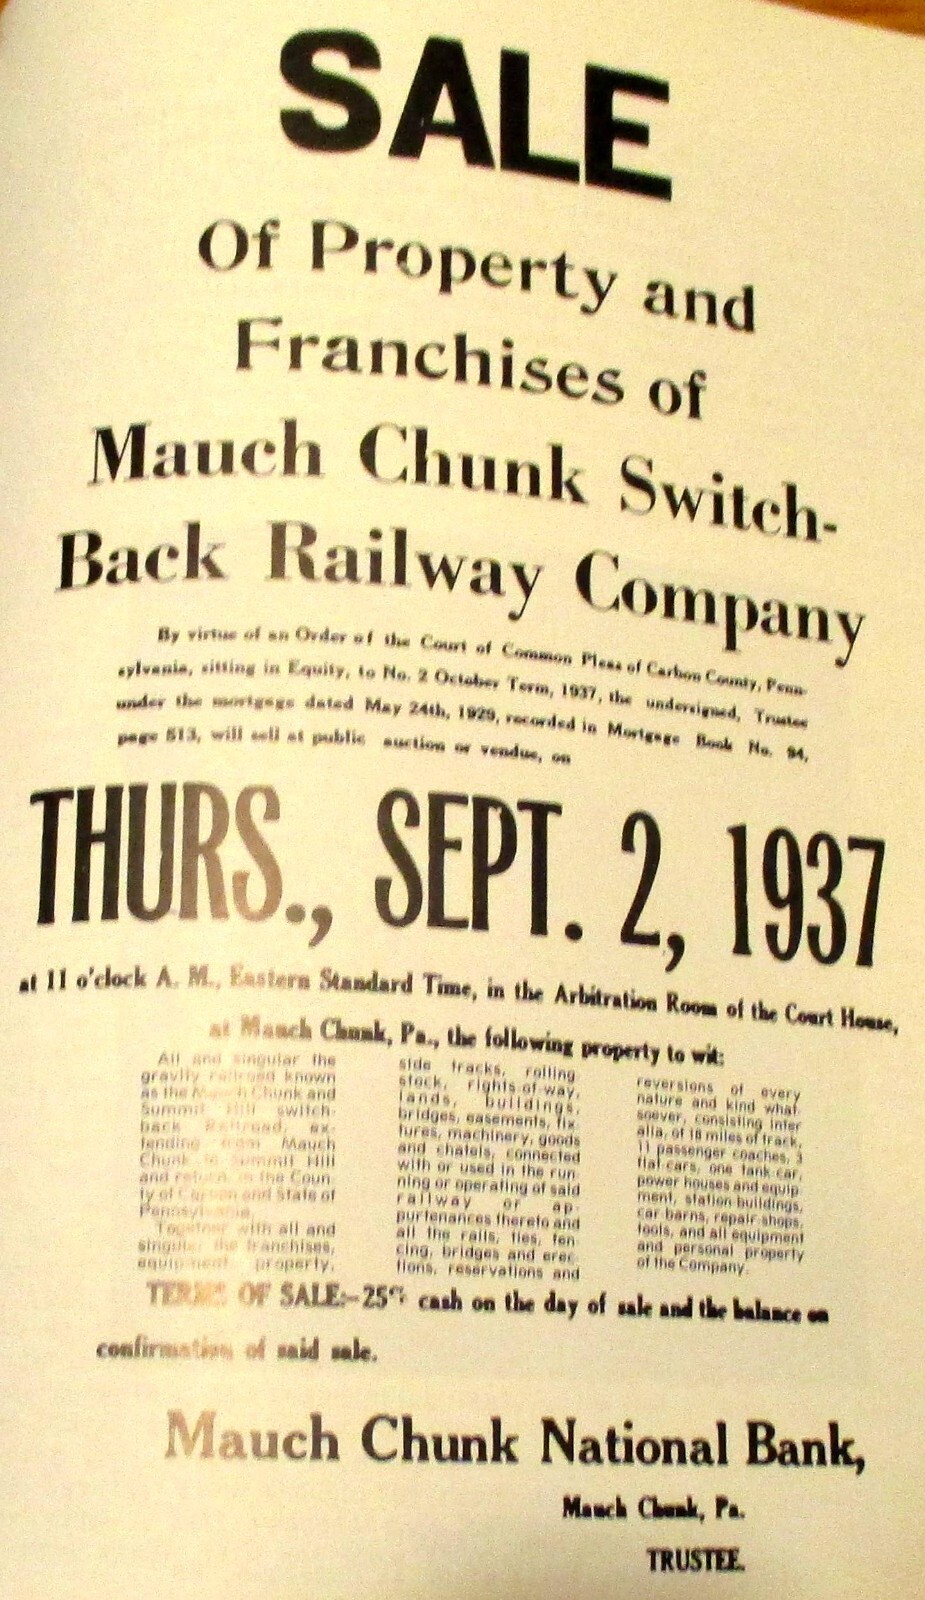 SALE
Of Property and
Franchises of
Mauch Chunk Switch-
Back Railway Company
By virtue of an Order of the Court of Common Pleas of Carbon County, Penn-
sylvania, sitting in Equity, to No. 2 October Term, 1937, the undersigned, Trustee
under the mortgage dated May 24th, 1929, recorded in Mortgage Book No. 94,
page 513, will sell at public auction or vendue, on
THURS., SEPT. 2, 1937
at 11 o'clock A. M., Eastern Standard Time, in the Arbitration Room of the Court House,
at Mauch Chunk, Pa., the following property to wit:
All and singular the
gravity railroad known
as the Mauch Chunk and
Summit Hill switch-
back Railroad, ex-
tending from Mauch
Chunk to Summit Hill
and return, in the Coun-
ty of Carbon and State of
Pennsylvania.
Together with all and
singular the franchises,
equipment property,
side tracks, rolling
stock, rights-of-way,
lands, buildings,
bridges, easements, fix-
tures, machinery, goods
and chatels, connected
with or used in the run-
ning or operating of said
railway or ap-
purtenances thereto and
all the rails, ties, fen-
cing, bridges and erec-
tions, reservations and
reversions of every
nature and kind what-
soever, consisting inter
alia, of 18 miles of track,
11 passenger coaches, 3
flat cars, one tank car,
power houses and equip-
ment, station buildings,
car barns, repair shops,
tools, and all equipment
and personal property
of the Company.
TERMS OF SALE:-25% cash on the day of sale and the balance on
confirmation of said sale.
Mauch Chunk National Bank,
Mauch Chunk, Pa.
TRUSTEE.